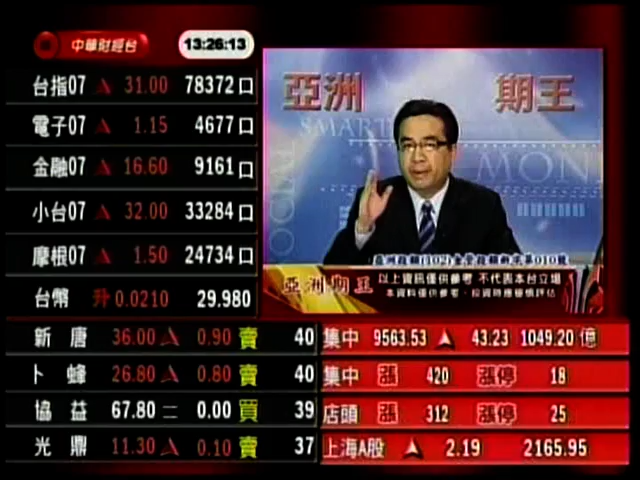 中華財經台 13:26:13
台指07 31.00 78372口
電子07 1.15 4677口
金融07 16.60 9161口
小台07 32.00 33284口
摩根07 1.50 24734口
台幣 升0.0210 29.980
亞洲 期王
SMART
MON
SOCIAL
亞洲期王
以上資訊僅供參考 不代表本台立場
本資料僅供參考，投資時應審慎評估
新唐 36.00 0.90 賣 40
卜蜂 26.80 0.80 賣 40
協益 67.80 二 0.00 買 39
光鼎 11.30 0.10 賣 37
集中 9563.53 43.23 1049.20億
集中 漲 420 漲停 18
店頭 漲 312 漲停 25
上海A股 2.19 2165.95